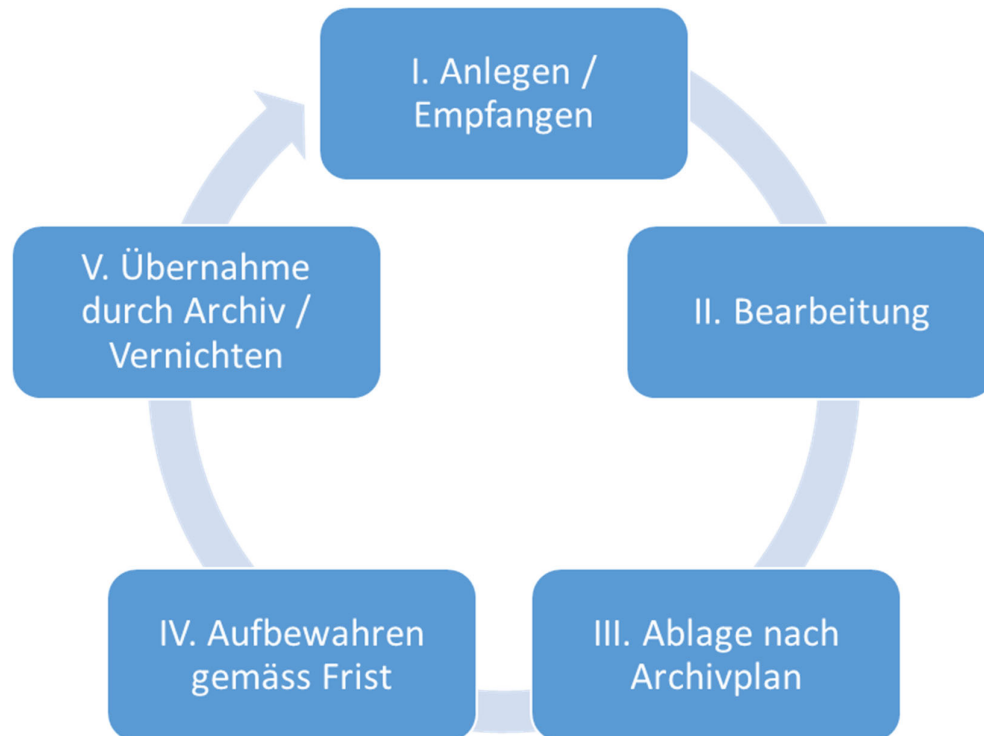 I. Anlegen /
Empfangen
II. Bearbeitung
III. Ablage nach
Archivplan
IV. Aufbewahren
gemäss Frist
V. Übernahme
durch Archiv /
Vernichten